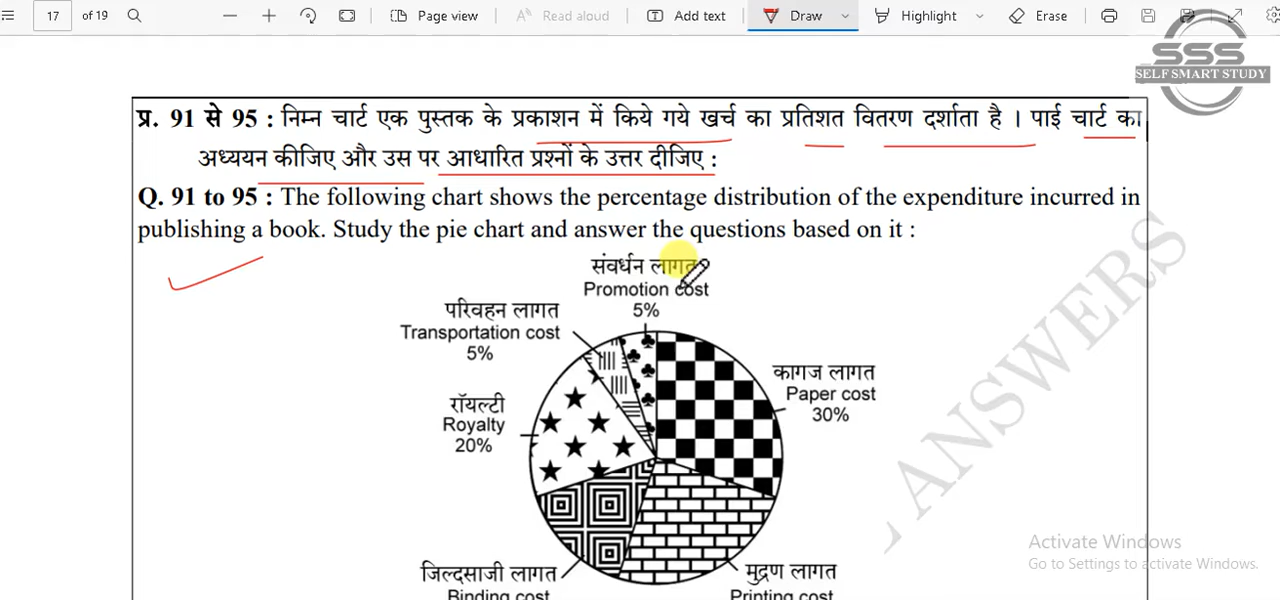 17 of 19 Page view Read aloud Add text Draw Highlight Erase
SSS
SELF SMART STUDY
प्र. 91 से 95 : निम्न चार्ट एक पुस्तक के प्रकाशन में किये गये खर्च का प्रतिशत वितरण दर्शाता है । पाई चार्ट का
अध्ययन कीजिए और उस पर आधारित प्रश्नों के उत्तर दीजिए :
Q. 91 to 95 : The following chart shows the percentage distribution of the expenditure incurred in
publishing a book. Study the pie chart and answer the questions based on it :
संवर्धन लागत
Promotion cost
5%
परिवहन लागत
Transportation cost
5%
कागज लागत
Paper cost
30%
रॉयल्टी
Royalty
20%
जिल्दसाजी लागत
Binding cost
मुद्रण लागत
Printing cost
ANSWERS
Activate Windows
Go to Settings to activate Windows.